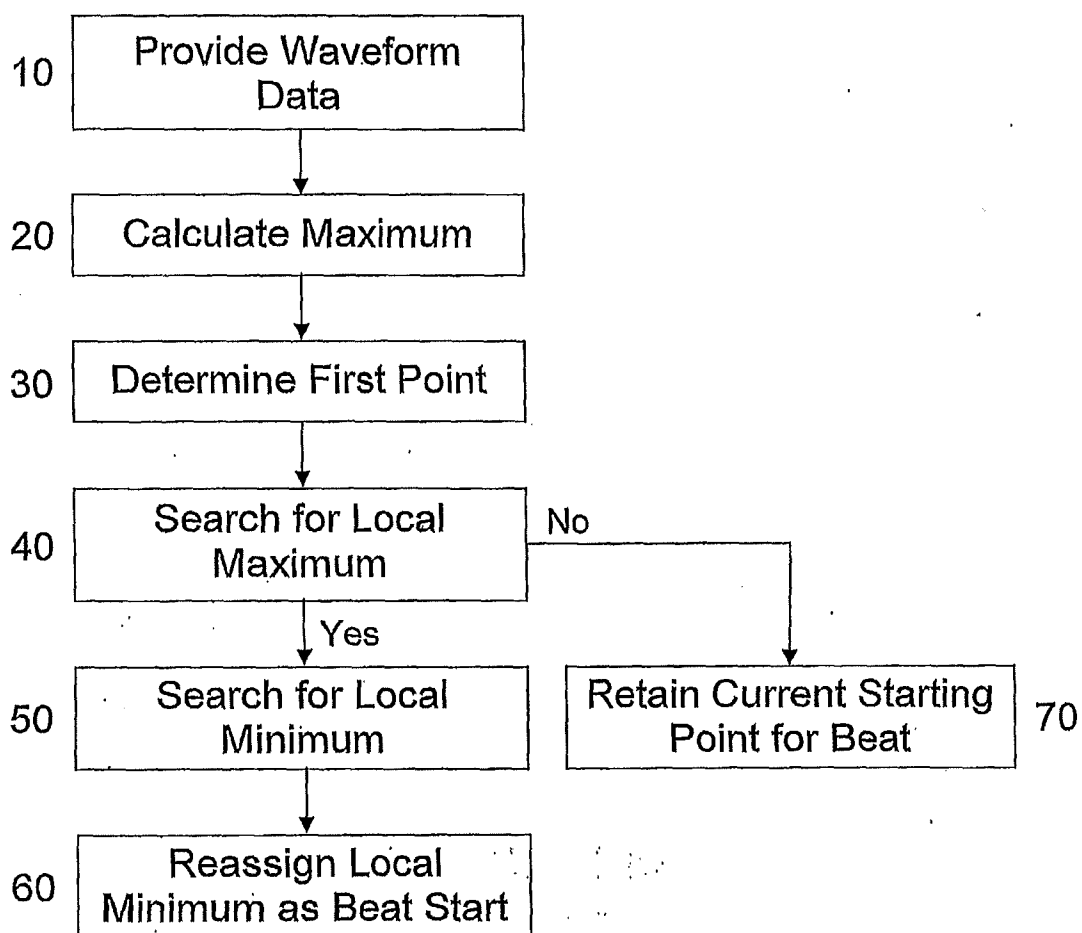 10
Provide Waveform
Data
20
Calculate Maximum
30
Determine First Point
40
Search for Local
Maximum
No
Yes
50
Search for Local
Minimum
Retain Current Starting
Point for Beat
70
60
Reassign Local
Minimum as Beat Start